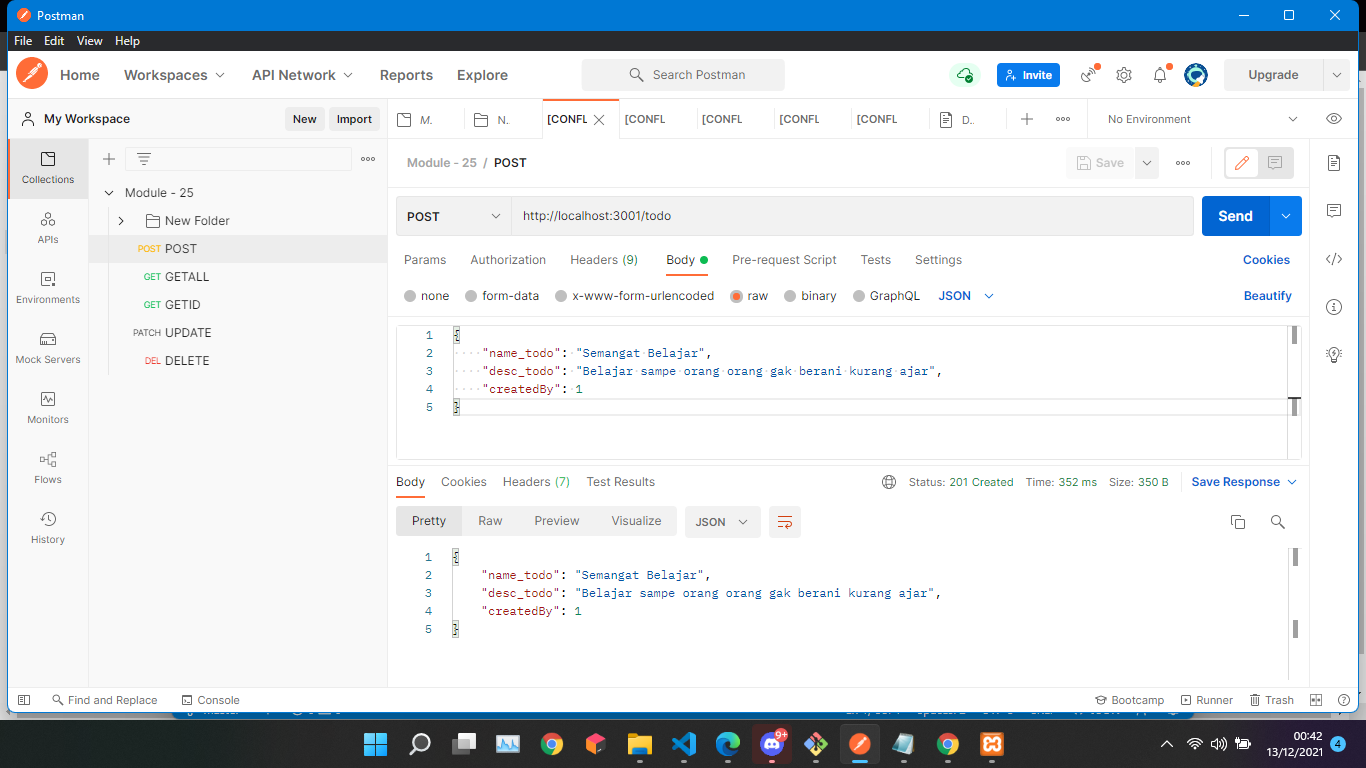 Postman
File Edit View Help
Home Workspaces API Network Reports Explore Search Postman Invite Upgrade
My Workspace New Import M. N. [CONFL [CONFL [CONFL [CONFL [CONFL D.. No Environment
Collections
APIs
Environments
Mock Servers
Monitors
Flows
History
Module - 25
New Folder
POST POST
GET GETALL
GET GETID
PATCH UPDATE
DEL DELETE
Module - 25 / POST Save
POST http://localhost:3001/todo Send
Params Authorization Headers (9) Body Pre-request Script Tests Settings Cookies
none form-data x-www-form-urlencoded raw binary GraphQL JSON Beautify
1 {
2 "name_todo": "Semangat Belajar",
3 "desc_todo": "Belajar sampe orang orang gak berani kurang ajar",
4 "createdBy": 1
5 }
Body Cookies Headers (7) Test Results Status: 201 Created Time: 352 ms Size: 350 B Save Response
Pretty Raw Preview Visualize JSON
1 {
2 "name_todo": "Semangat Belajar",
3 "desc_todo": "Belajar sampe orang orang gak berani kurang ajar",
4 "createdBy": 1
5 }
Find and Replace Console Bootcamp Runner Trash
9+
00:42
13/12/2021 4